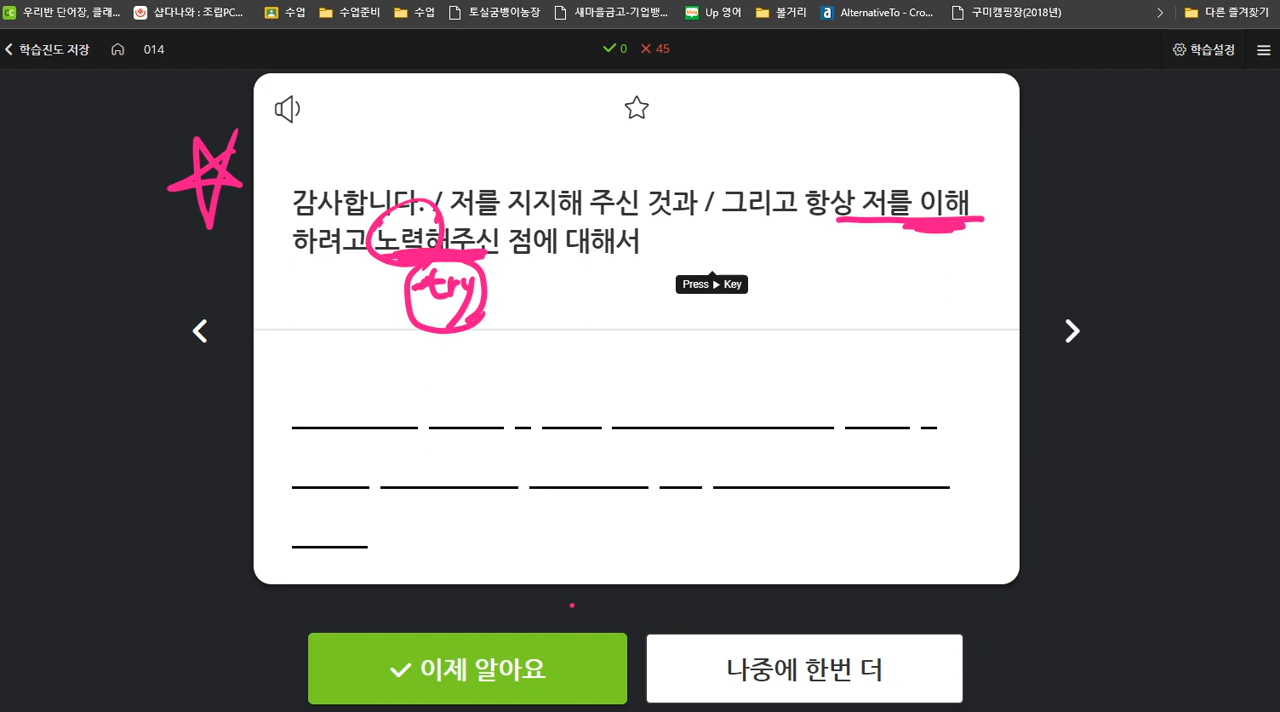 우리반 단어장, 클래... 샵다나와 : 조립PC... 수업 수업준비 수업 토실굼벵이농장 새마을금고-기업뱅... Up 영어 볼거리 AlternativeTo - Cro... 구미캠핑장(2018년) 다른 즐겨찾기
학습진도 저장 014 0 45 학습설정
감사합니다. / 저를 지지해 주신 것과 / 그리고 항상 저를 이해
하려고 노력해주신 점에 대해서
try
Press ▶ Key
이제 알아요 나중에 한번 더